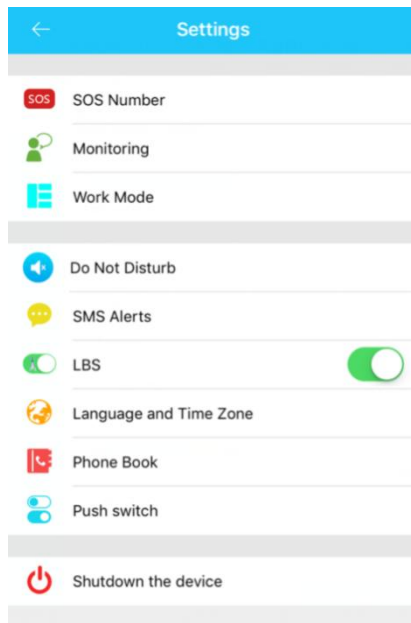 Settings
SOS SOS Number
Monitoring
Work Mode
Do Not Disturb
SMS Alerts
LBS
Language and Time Zone
Phone Book
Push switch
Shutdown the device